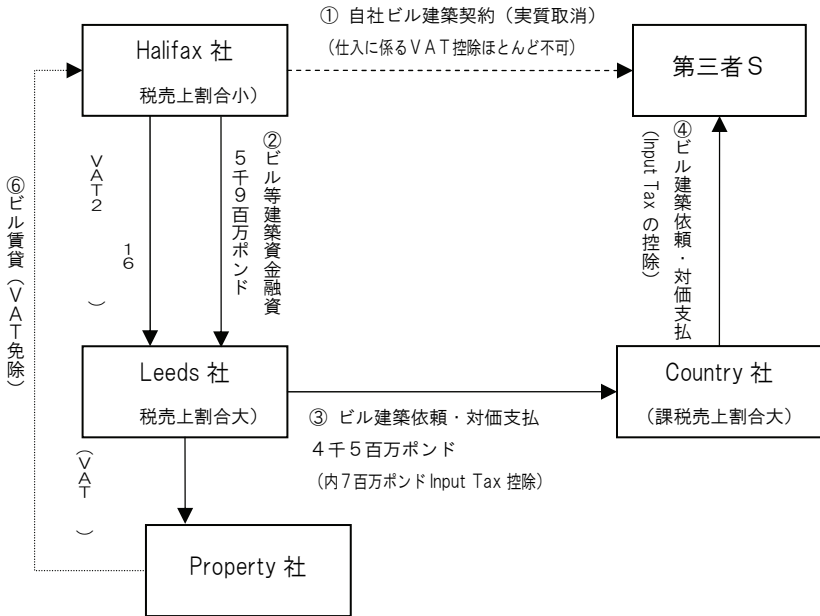 ① 自社ビル建築契約（実質取消）
（仕入に係るＶＡＴ控除ほとんど不可）
Halifax 社
税売上割合小）
第三者Ｓ
⑥ビル賃貸（ＶＡＴ免除）
ＶＡＴ２
１６
）
②ビル等建築資金融資
５千９百万ポンド
④ビル建築依頼・対価支払
（Input Tax の控除）
Leeds 社
税売上割合大）
③ ビル建築依頼・対価支払
４千５百万ポンド
（内７百万ポンド Input Tax 控除）
Country 社
（課税売上割合大）
（ＶＡＴ
）
Property 社